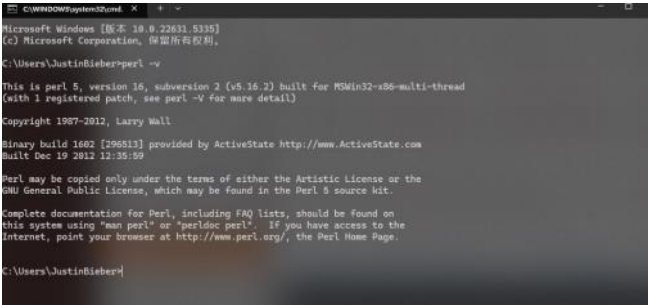 C:\WINDOWS\system32\cmd.
Microsoft Windows [版本 10.0.22631.5335]
(c) Microsoft Corporation。保留所有权利。
C:\Users\JustinBieber>perl -v
This is perl 5, version 16, subversion 2 (v5.16.2) built for MSWin32-x86-multi-thread
(with 1 registered patch, see perl -V for more detail)
Copyright 1987-2012, Larry Wall
Binary build 1602 [296513] provided by ActiveState http://www.ActiveState.com
Built Dec 19 2012 12:35:59
Perl may be copied only under the terms of either the Artistic License or the
GNU General Public License, which may be found in the Perl 5 source kit.
Complete documentation for Perl, including FAQ lists, should be found on
this system using "man perl" or "perldoc perl".  If you have access to the
Internet, point your browser at http://www.perl.org/, the Perl Home Page.
C:\Users\JustinBieber>